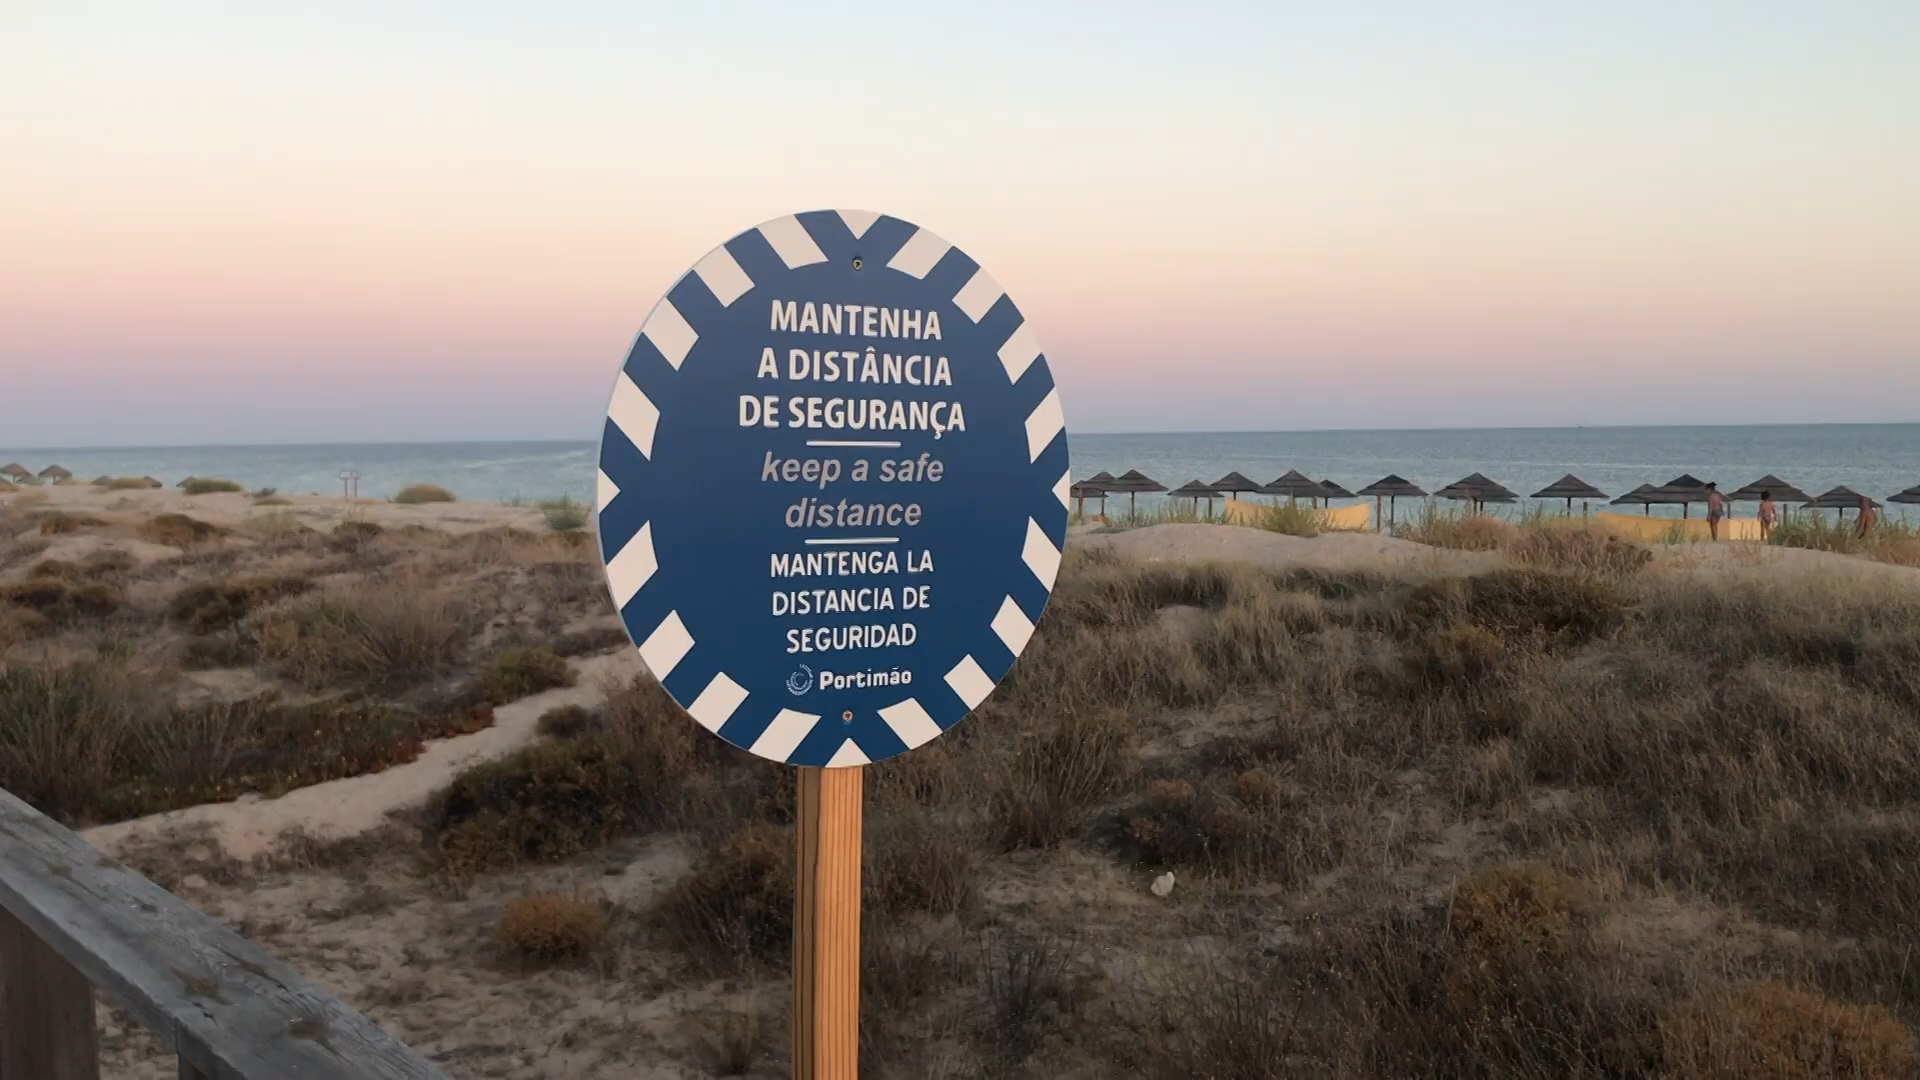 MANTENHA
A DISTÂNCIA
DE SEGURANÇA
keep a safe
distance
MANTENGA LA
DISTANCIA DE
SEGURIDAD
Portimão